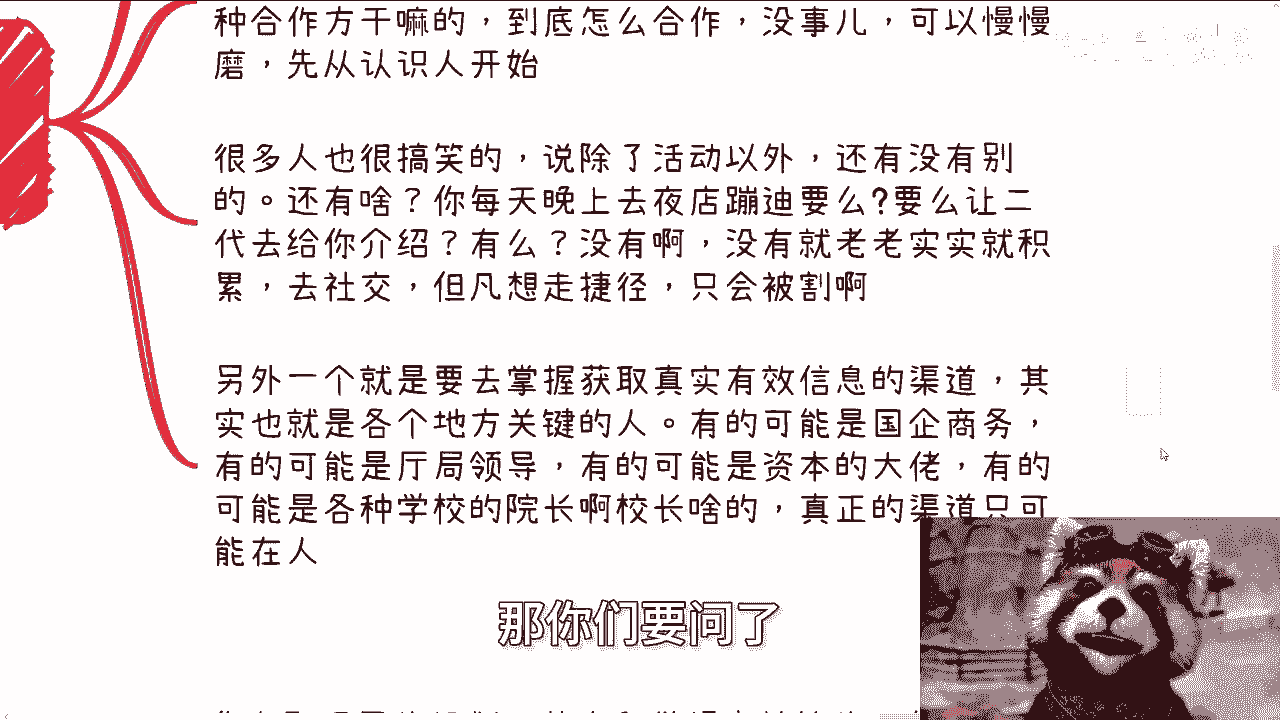 种合作方干嘛的，到底怎么合作，没事儿，可以慢慢
磨，先从认识人开始
很多人也很搞笑的，说除了活动以外，还有没有别
的。还有啥？你每天晚上去夜店蹦迪要么?要么让二
代去给你介绍？有么？没有啊，没有就老老实实就积
累，去社交，但凡想走捷径，只会被割啊
另外一个就是要去掌握获取真实有效信息的渠道，其
实也就是各个地方关键的人。有的可能是国企商务，
有的可能是厅局领导，有的可能是资本的大佬，有的
可能是各种学校的院长啊校长啥的，真正的渠道只可
能在人
那你们要问了